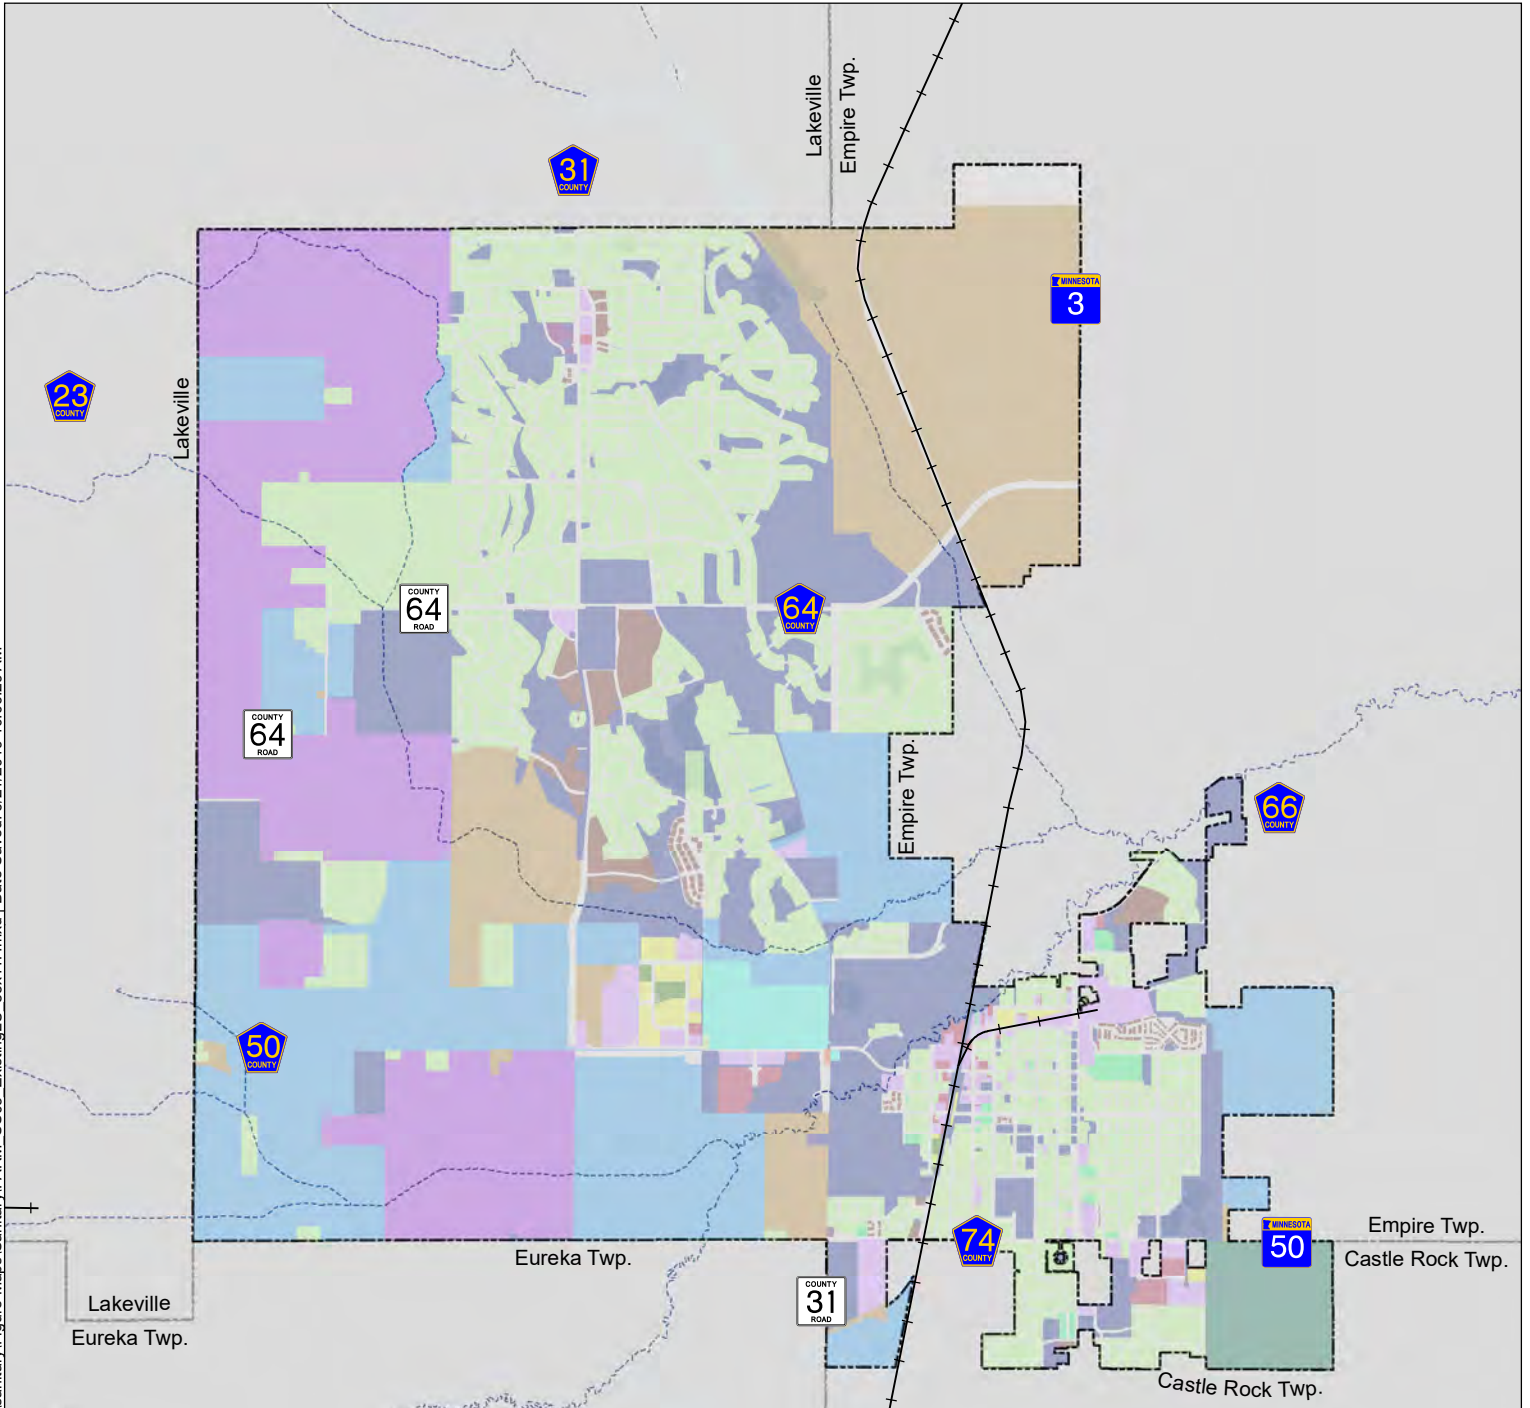 Lakeville
Empire Twp.
31
COUNTY
MINNESOTA
3
23
COUNTY
Lakeville
COUNTY
64
ROAD
64
COUNTY
COUNTY
64
ROAD
Empire Twp.
66
COUNTY
50
COUNTY
74
COUNTY
MINNESOTA
50
Empire Twp.
Castle Rock Twp.
Eureka Twp.
COUNTY
31
ROAD
Lakeville
Eureka Twp.
Castle Rock Twp.